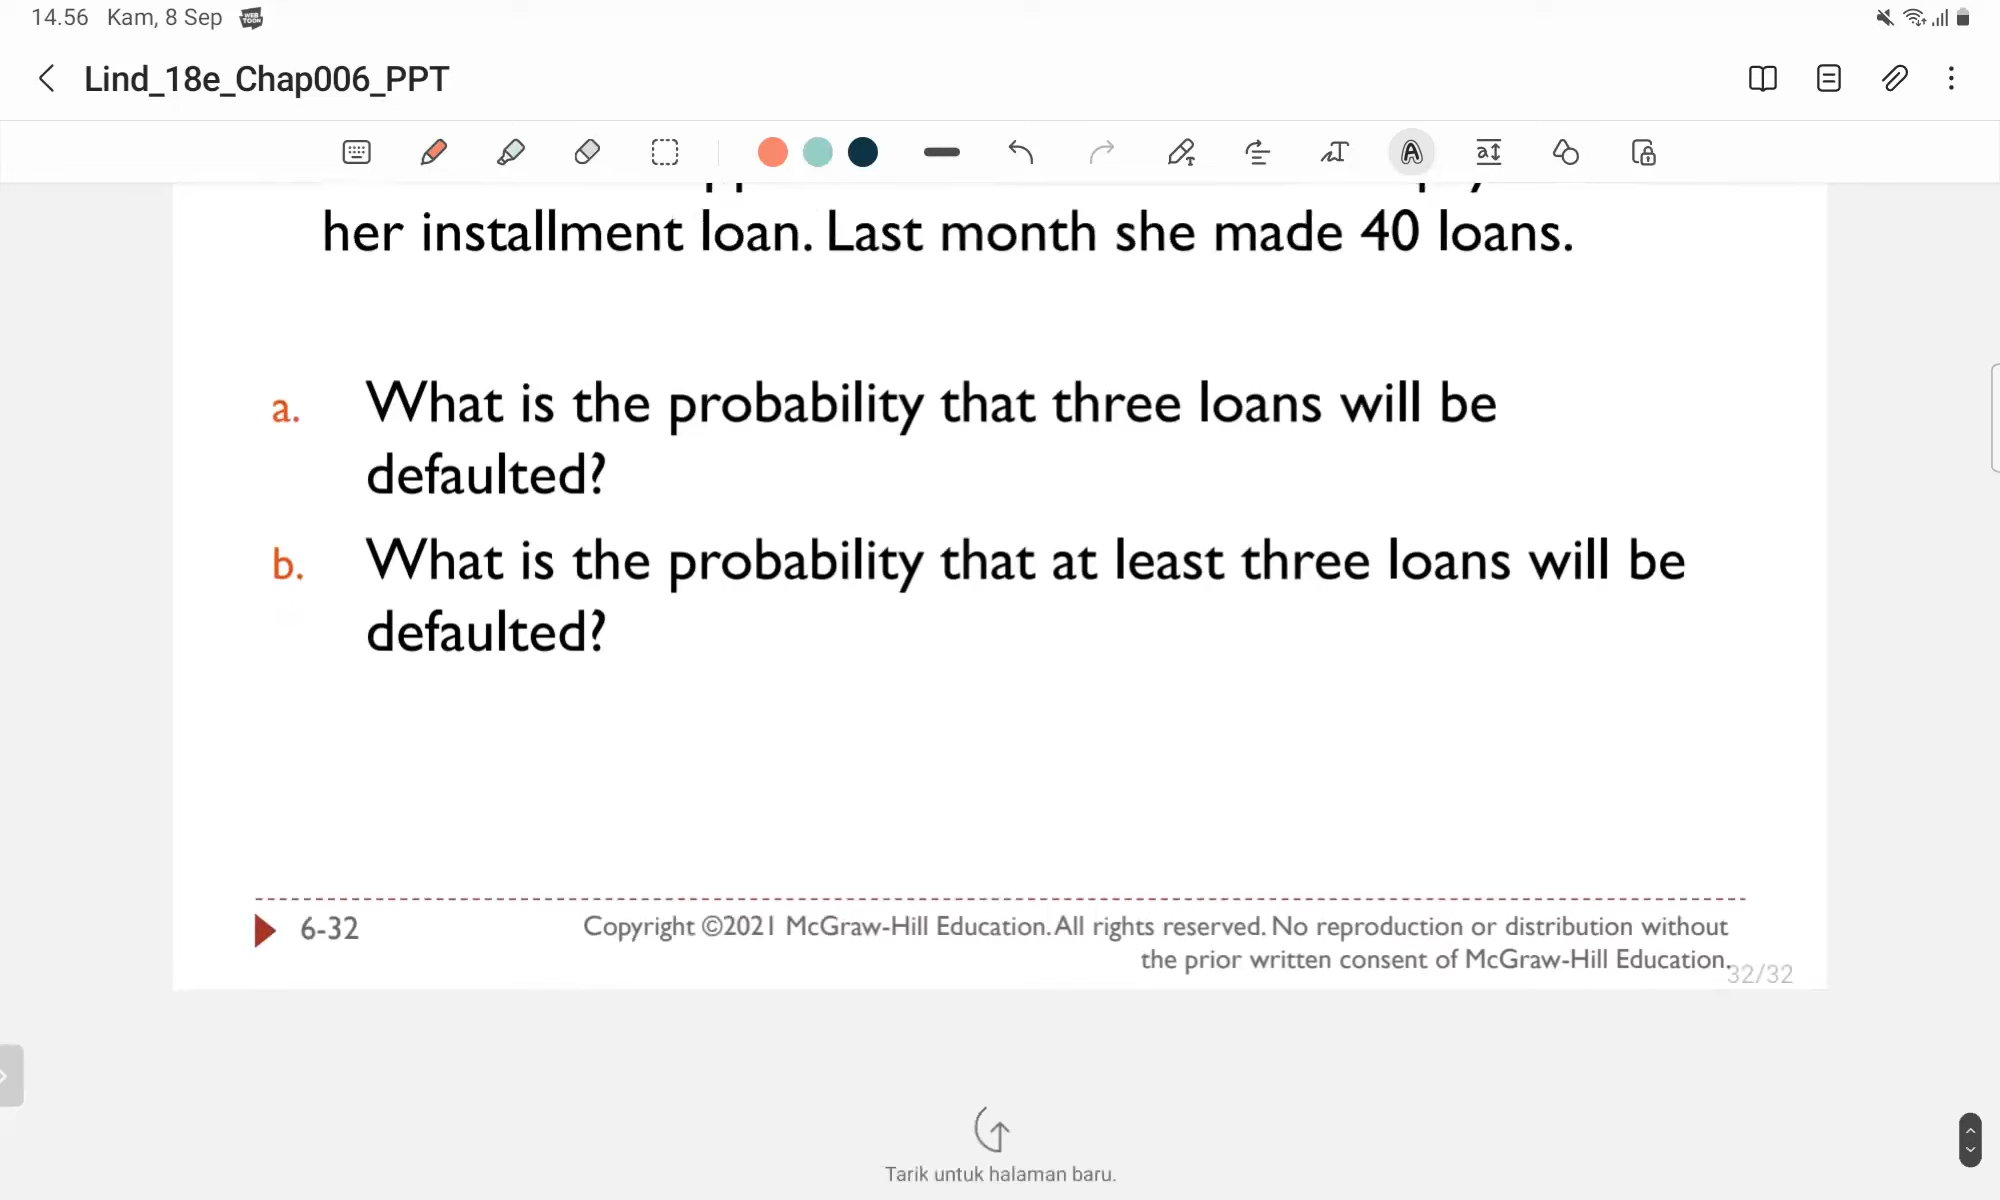 14.56 Kam, 8 Sep WEB TOON
Lind_18e_Chap006_PPT
her installment loan. Last month she made 40 loans.
a. What is the probability that three loans will be
defaulted?
b. What is the probability that at least three loans will be
defaulted?
6-32
Copyright ©2021 McGraw-Hill Education. All rights reserved. No reproduction or distribution without
the prior written consent of McGraw-Hill Education.
32/32
Tarik untuk halaman baru.